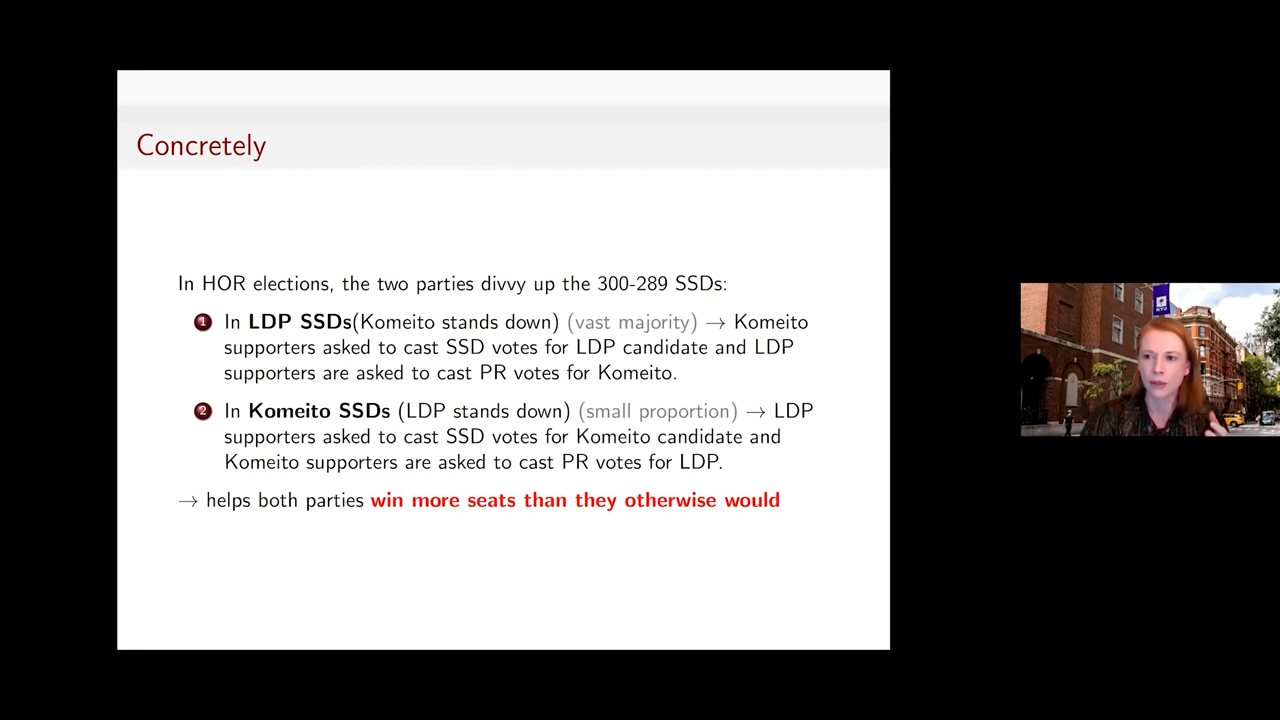 Concretely
In HOR elections, the two parties divvy up the 300-289 SSDs:
1 In LDP SSDs(Komeito stands down) (vast majority) → Komeito
supporters asked to cast SSD votes for LDP candidate and LDP
supporters are asked to cast PR votes for Komeito.
2 In Komeito SSDs (LDP stands down) (small proportion) → LDP
supporters asked to cast SSD votes for Komeito candidate and
Komeito supporters are asked to cast PR votes for LDP.
→ helps both parties win more seats than they otherwise would
NYU